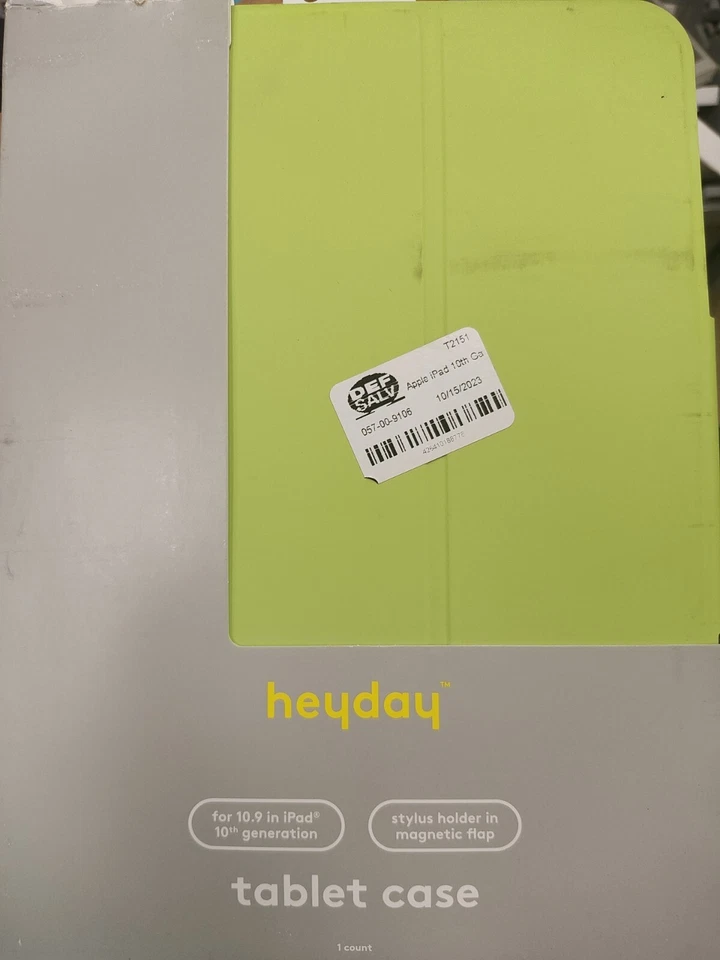 T2151
DEF
SALV
Apple iPad 10th Ge
057-00-9106
10/15/2023
heyday™
for 10.9 in iPad®
10th generation
stylus holder in
magnetic flap
tablet case
1 count